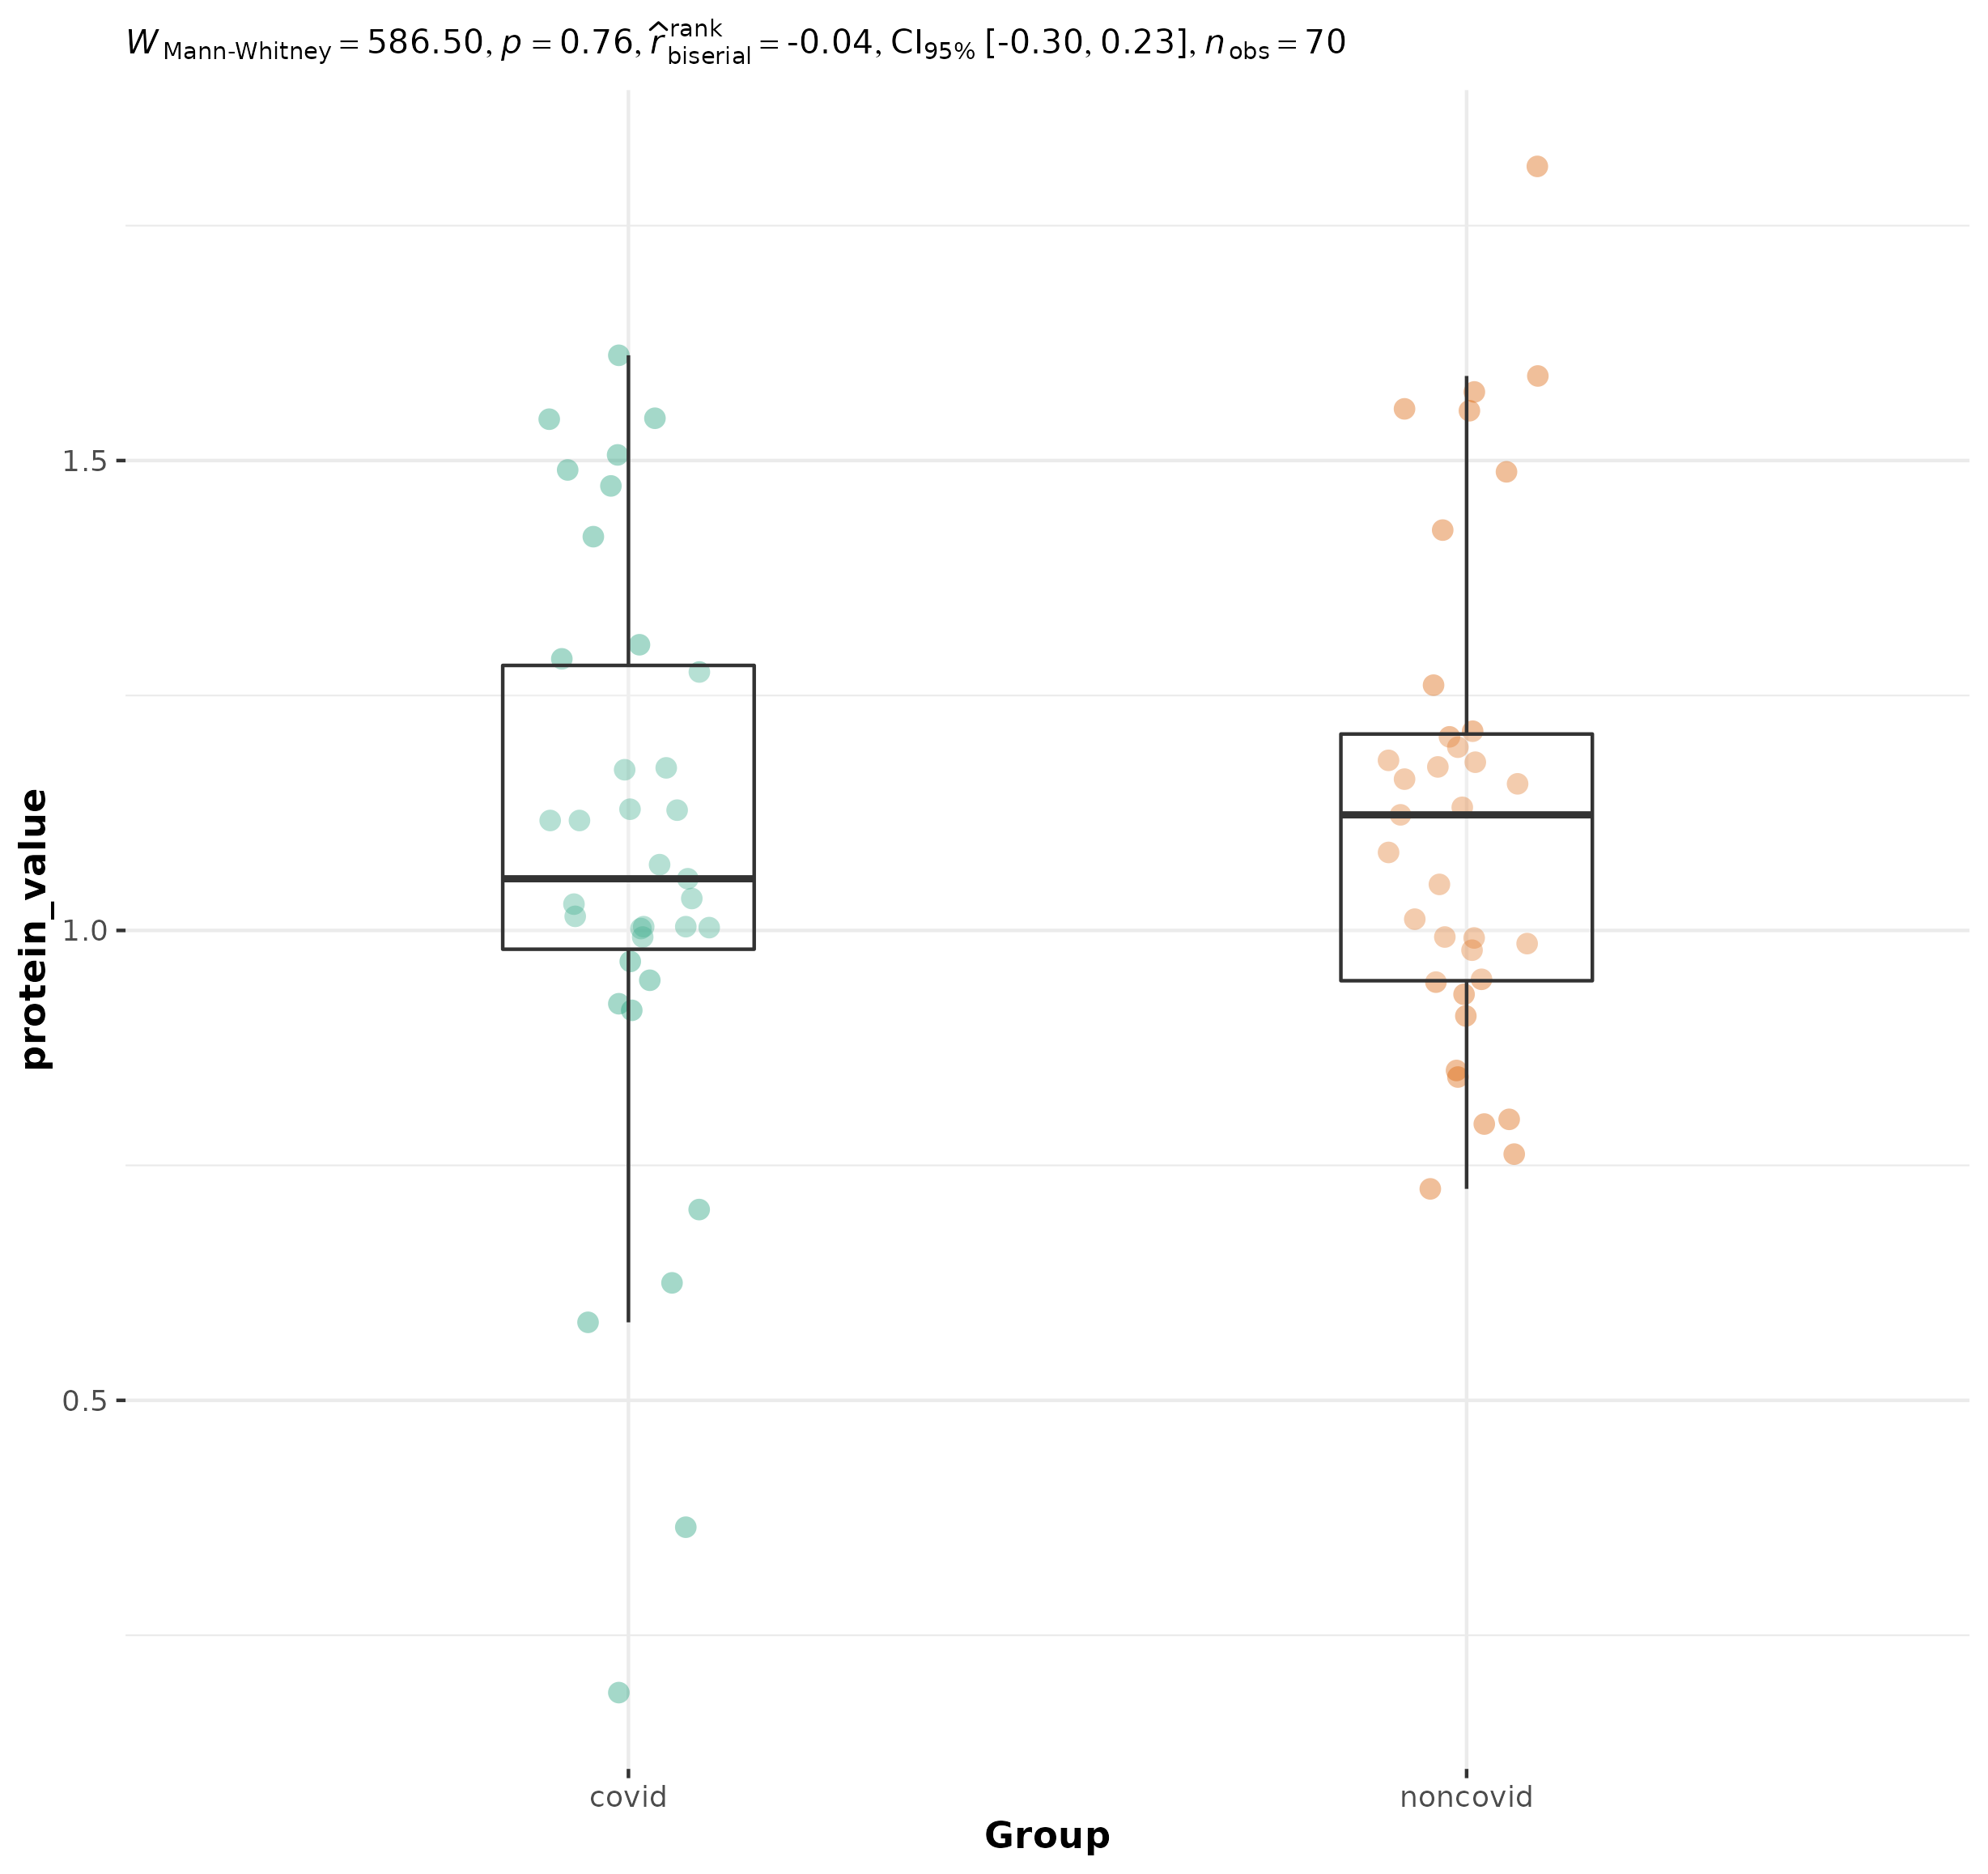 W Mann-Whitney = 586.50, p = 0.76, r̂ rank biserial = -0.04, CI95% [-0.30, 0.23], n obs = 70
protein_value
1.5
1.0
0.5
covid noncovid
Group